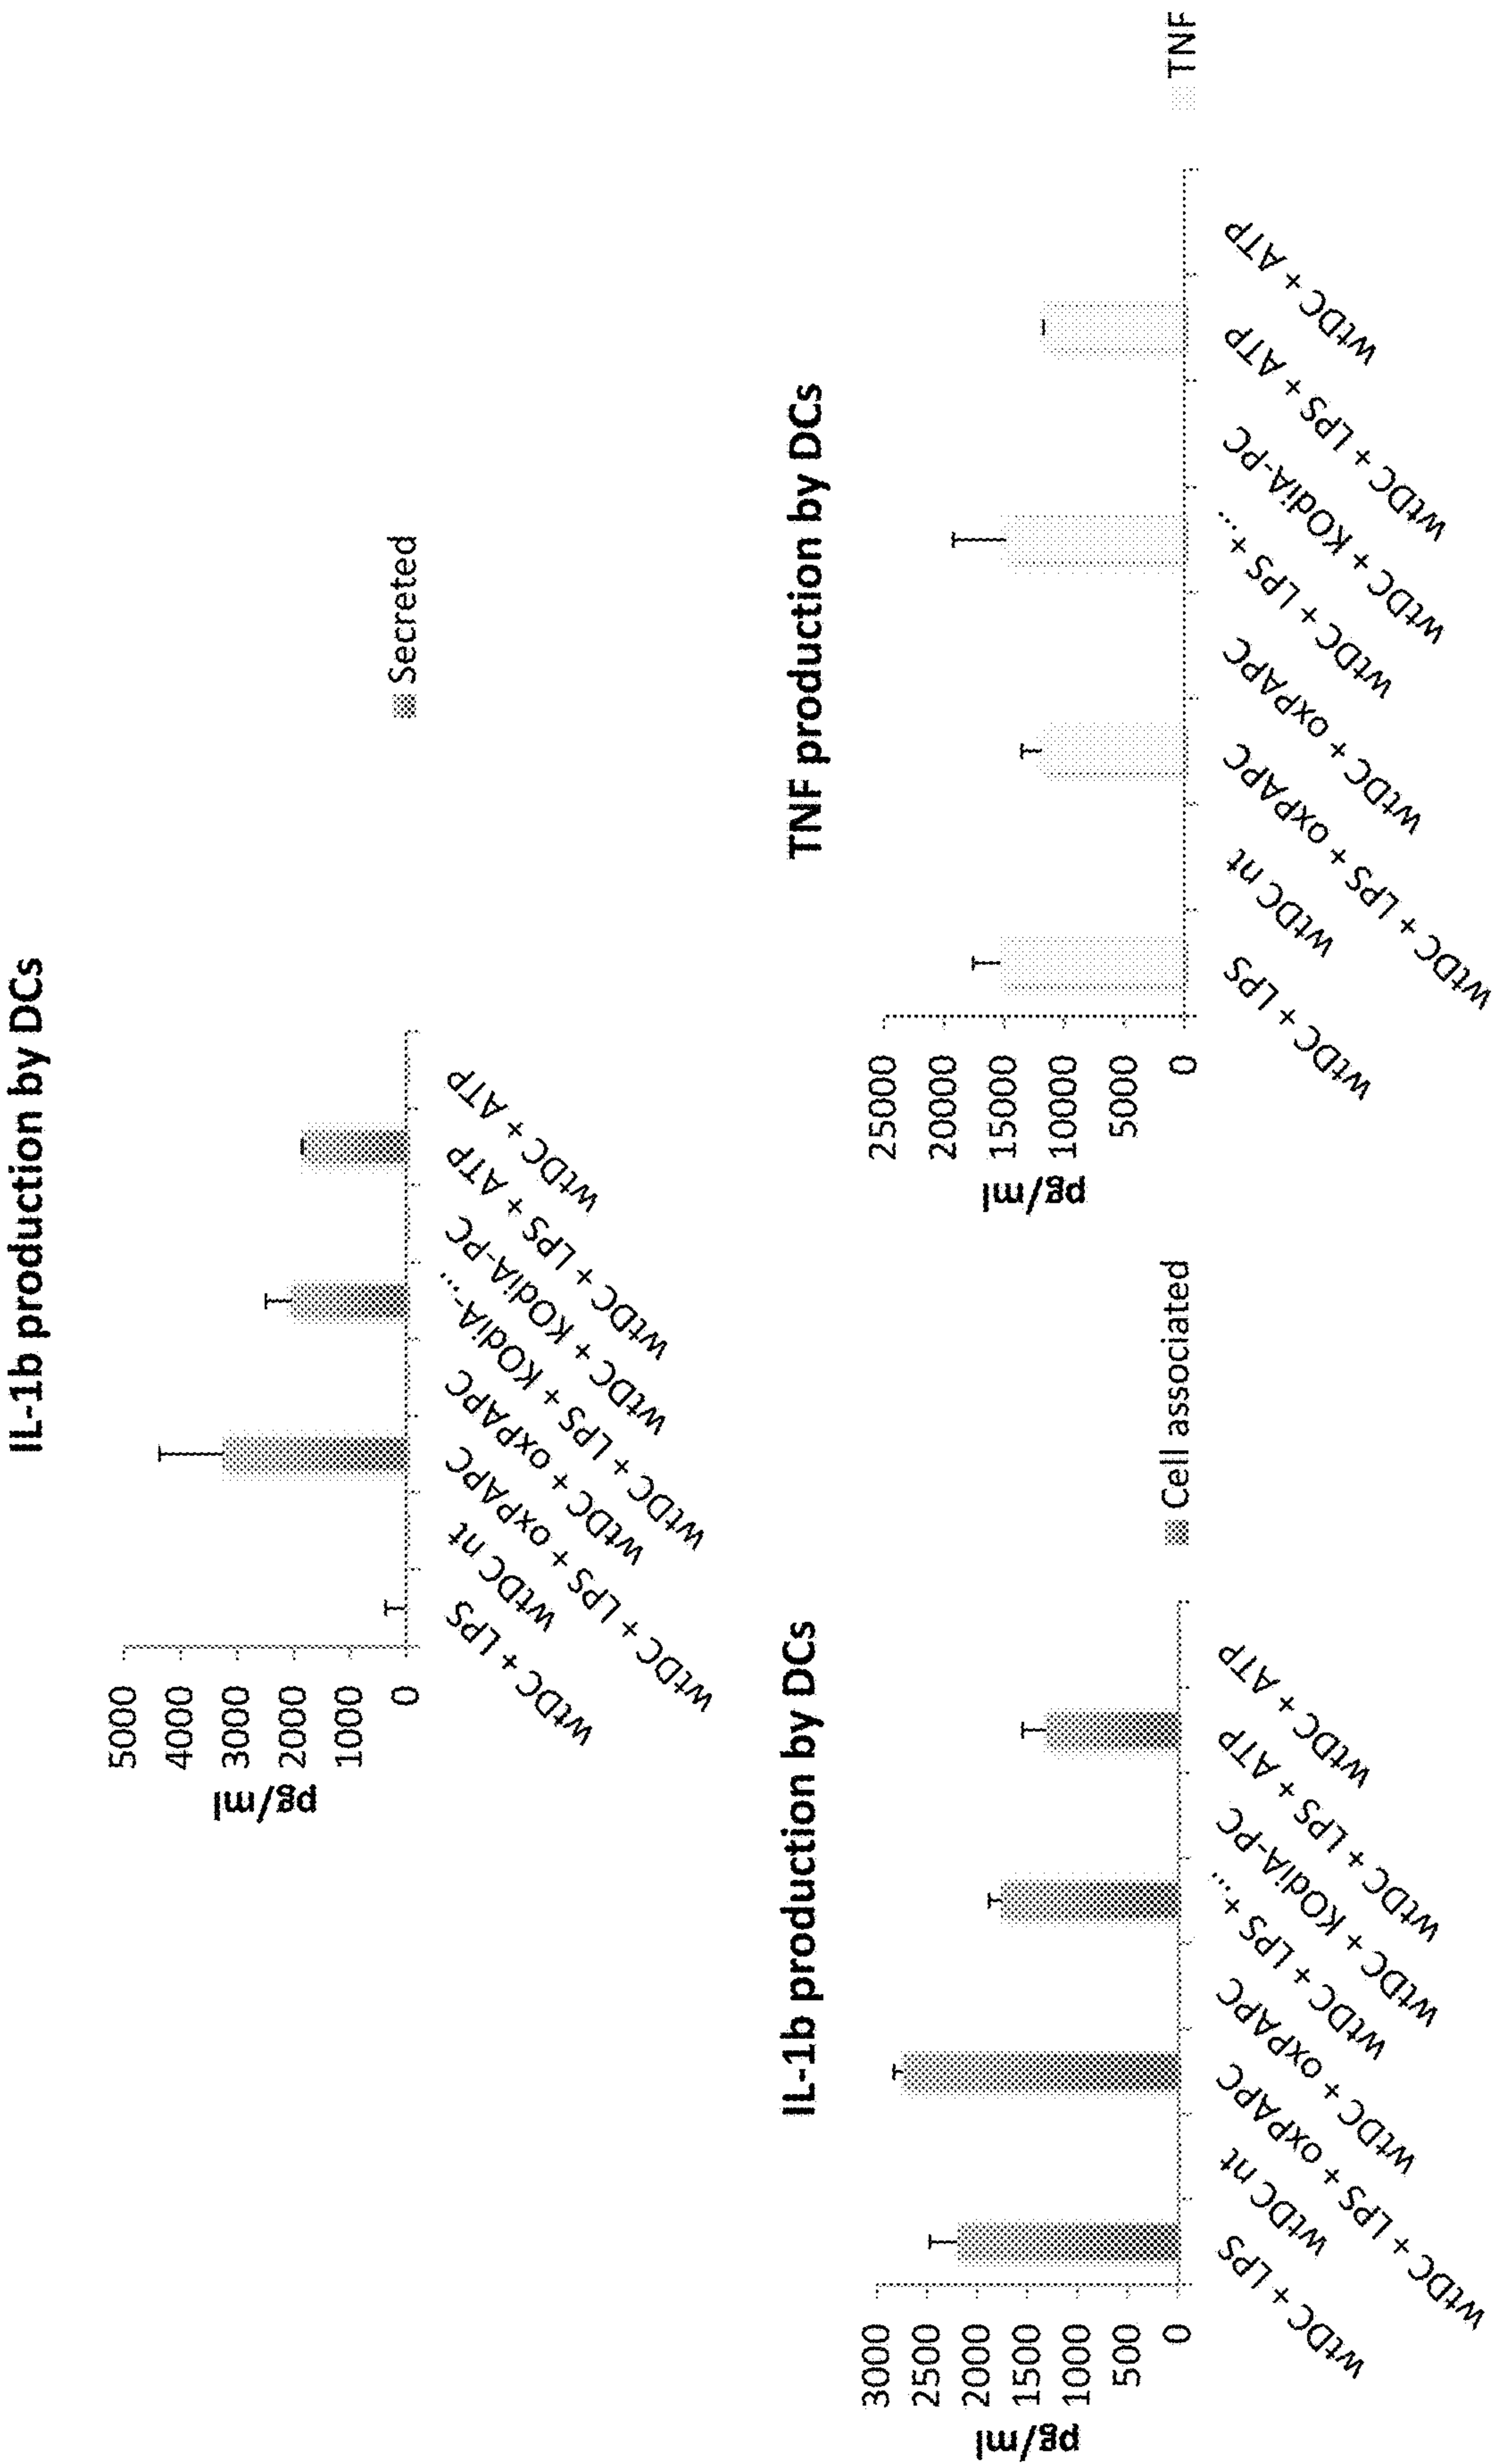 IL-1b production by DCs
pg/ml
5000
4000
3000
2000
1000
0
wtDC + LPS
wtDC nt
wtDC + LPS + oxPAPC
wtDC + oxPAPC
wtDC + LPS + KOdiA-...
wtDC + KOdiA-PC
wtDC + LPS + ATP
wtDC + ATP
Secreted
IL-1b production by DCs
pg/ml
3000
2500
2000
1500
1000
500
0
wtDC + LPS
wtDC nt
wtDC + LPS + oxPAPC
wtDC + oxPAPC
wtDC + LPS +...
wtDC + KOdiA-PC
wtDC + LPS + ATP
wtDC + ATP
Cell associated
TNF production by DCs
pg/ml
25000
20000
15000
10000
5000
0
wtDC + LPS
wtDC nt
wtDC + LPS + oxPAPC
wtDC + oxPAPC
wtDC + LPS +...
wtDC + KOdiA-PC
wtDC + LPS + ATP
wtDC + ATP
TNF